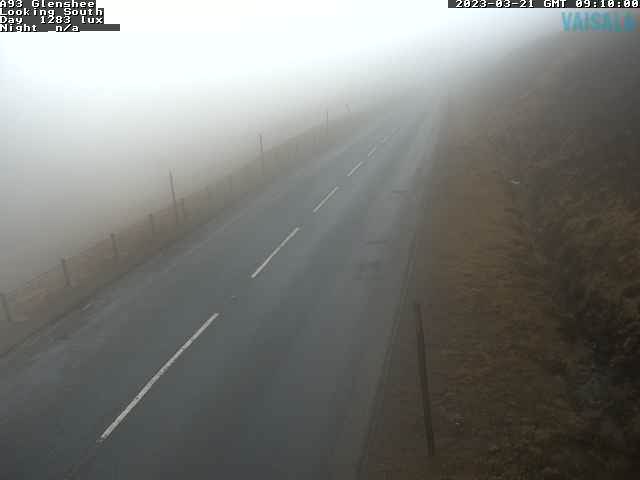 A93 Glenshee
2023-03-21 GMT 09:10:00
Looking South
VAISALA
Day 1283 lux
Night n/a